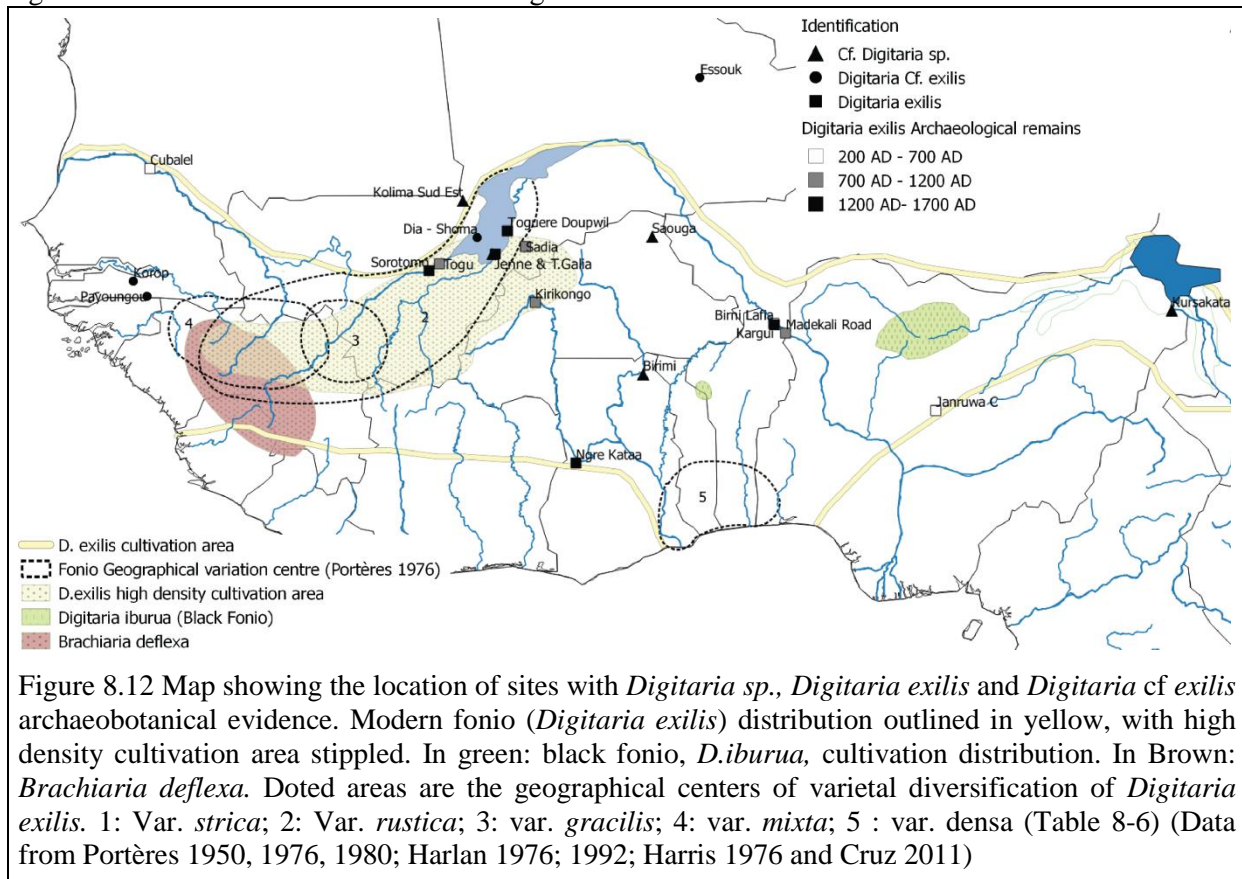 Identification
Cf. Digitaria sp.
Digitaria Cf. exilis
Digitaria exilis
Digitaria exilis Archaeological remains
200 AD - 700 AD
700 AD - 1200 AD
1200 AD- 1700 AD
Essouk
Cubalel
Kolima Sud Est
Dia - Shoma
Toguere Doupwil
Sadia
Saouga
Sorotomo
Togu
Jenne & T.Galia
Korop
Payoungou
Kirikongo
Birni Lafia
Kargui
Madekali Road
Kursakata
4
3
2
Birimi
Janruwa C
Ngre Kataa
5
D. exilis cultivation area
Fonio Geographical variation centre (Portères 1976)
D.exilis high density cultivation area
Digitaria iburua (Black Fonio)
Brachiaria deflexa
Figure 8.12 Map showing the location of sites with Digitaria sp., Digitaria exilis and Digitaria cf exilis
archaeobotanical evidence. Modern fonio (Digitaria exilis) distribution outlined in yellow, with high
density cultivation area stippled. In green: black fonio, D.iburua, cultivation distribution. In Brown:
Brachiaria deflexa. Doted areas are the geographical centers of varietal diversification of Digitaria
exilis. 1: Var. strica; 2: Var. rustica; 3: var. gracilis; 4: var. mixta; 5 : var. densa (Table 8-6) (Data
from Portères 1950, 1976, 1980; Harlan 1976; 1992; Harris 1976 and Cruz 2011)